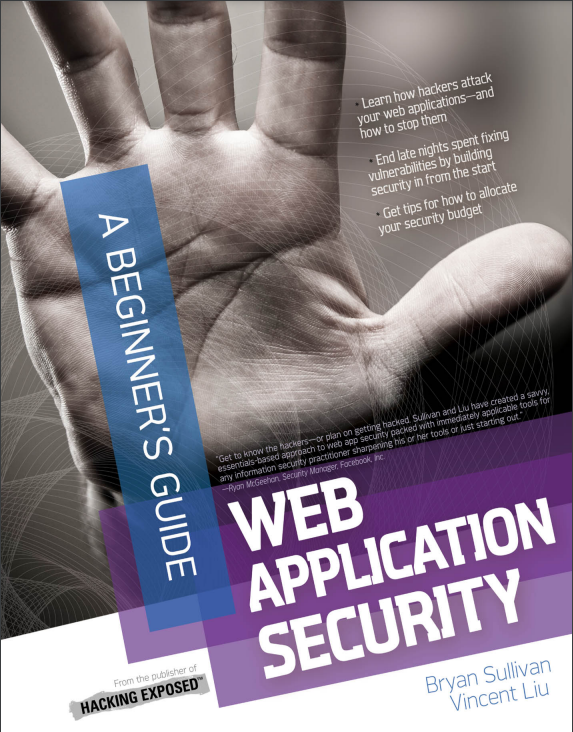 • Learn how hackers attack
your web applications—and
how to stop them
• End late nights spent fixing
vulnerabilities by building
security in from the start
• Get tips for how to allocate
your security budget
A BEGINNER'S GUIDE
"Get to know the hackers—or plan on getting hacked. Sullivan and Liu have created a savvy,
essentials-based approach to web app security packed with immediately applicable tools for
any information security practitioner sharpening his or her tools or just starting out."
—Ryan McGeehan, Security Manager, Facebook, Inc.
WEB
APPLICATION
SECURITY
From the publisher of
HACKING EXPOSED™
Bryan Sullivan
Vincent Liu